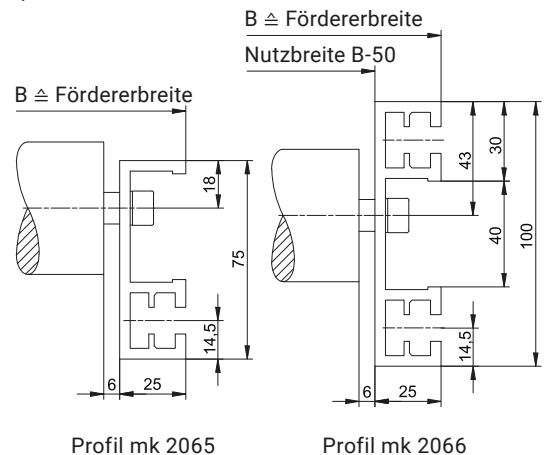 B ≙ Fördererbreite
Nutzbreite B-50
B ≙ Fördererbreite
18
75
14,5
6
25
43
30
40
100
14,5
6
25
Profil mk 2065
Profil mk 2066